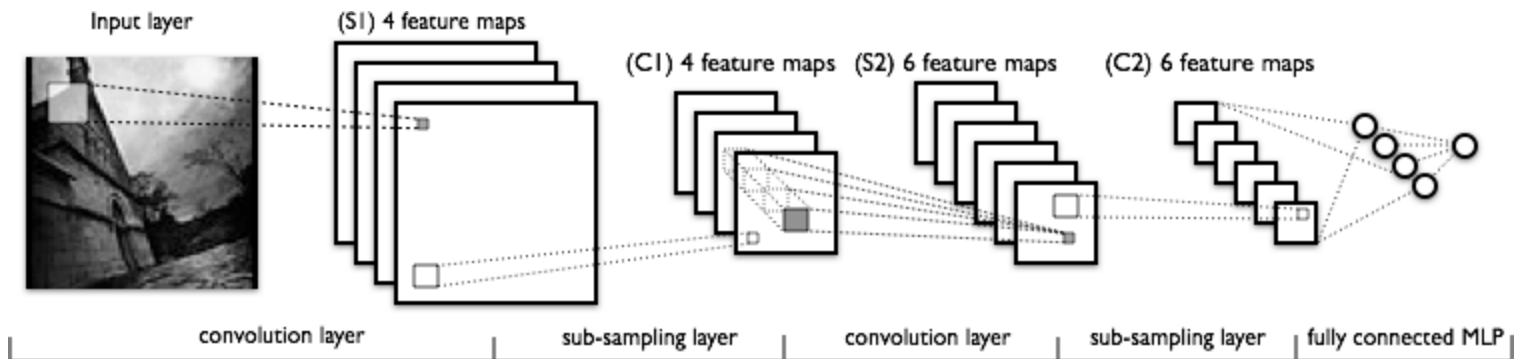 Input layer
(S1) 4 feature maps
(C1) 4 feature maps
(S2) 6 feature maps
(C2) 6 feature maps
convolution layer
sub-sampling layer
convolution layer
sub-sampling layer
fully connected MLP